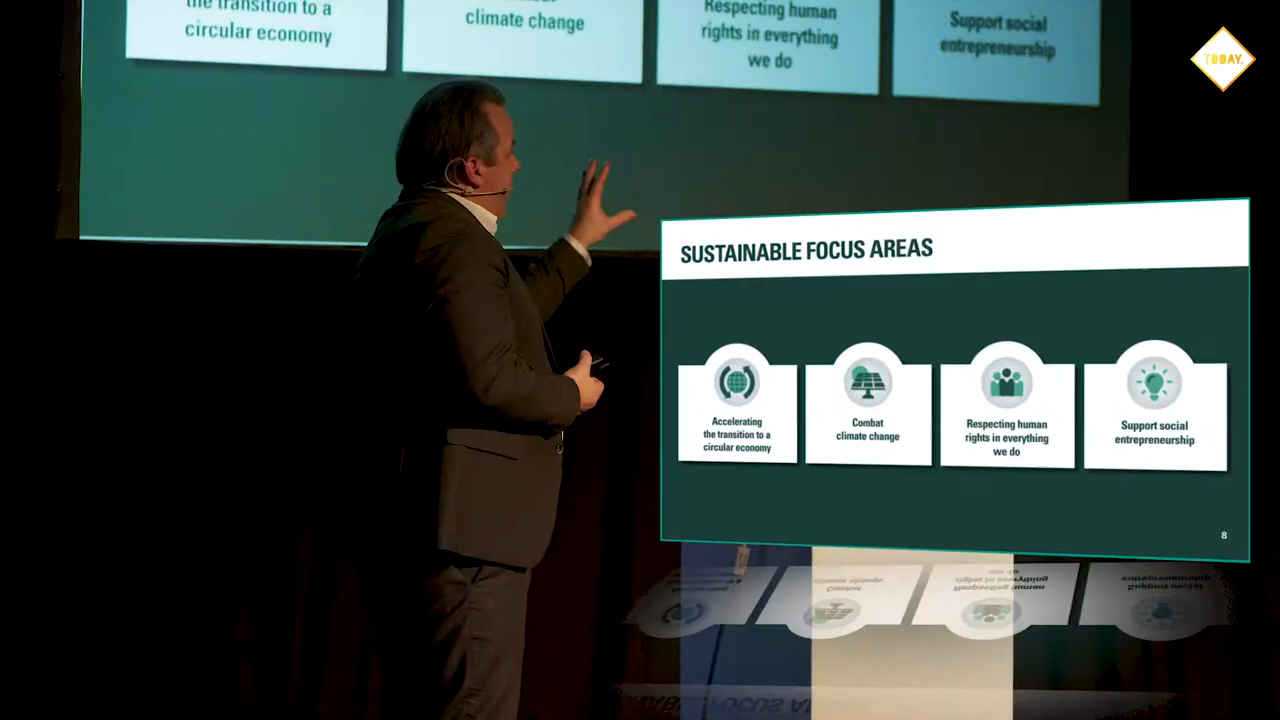 the transition to a
circular economy
climate change
Respecting human
rights in everything
we do
Support social
entrepreneurship
TODAY.
SUSTAINABLE FOCUS AREAS
Accelerating
the transition to a
circular economy
Combat
climate change
Respecting human
rights in everything
we do
Support social
entrepreneurship
8